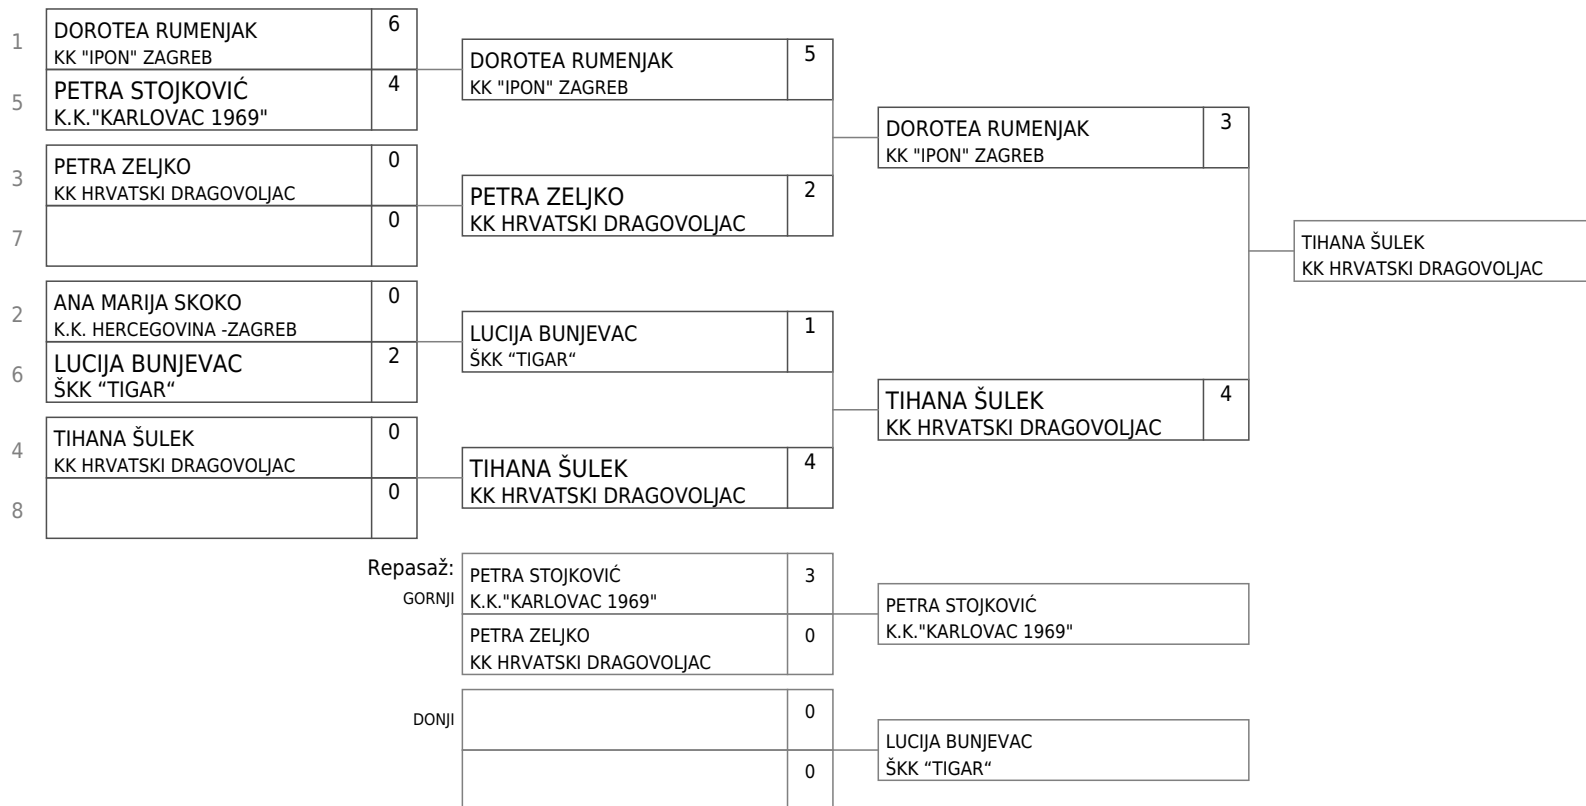 1
DOROTEA RUMENJAK
KK "IPON" ZAGREB
6
5
PETRA STOJKOVIĆ
K.K."KARLOVAC 1969"
4
3
PETRA ZELJKO
KK HRVATSKI DRAGOVOLJAC
0
7
0
2
ANA MARIJA SKOKO
K.K. HERCEGOVINA -ZAGREB
0
6
LUCIJA BUNJEVAC
ŠKK “TIGAR“
2
4
TIHANA ŠULEK
KK HRVATSKI DRAGOVOLJAC
0
8
0
DOROTEA RUMENJAK
KK "IPON" ZAGREB
5
PETRA ZELJKO
KK HRVATSKI DRAGOVOLJAC
2
LUCIJA BUNJEVAC
ŠKK “TIGAR“
1
TIHANA ŠULEK
KK HRVATSKI DRAGOVOLJAC
4
DOROTEA RUMENJAK
KK "IPON" ZAGREB
3
TIHANA ŠULEK
KK HRVATSKI DRAGOVOLJAC
4
TIHANA ŠULEK
KK HRVATSKI DRAGOVOLJAC
Repasaž:
GORNJI
PETRA STOJKOVIĆ
K.K."KARLOVAC 1969"
3
PETRA ZELJKO
KK HRVATSKI DRAGOVOLJAC
0
PETRA STOJKOVIĆ
K.K."KARLOVAC 1969"
DONJI
0
0
LUCIJA BUNJEVAC
ŠKK “TIGAR“